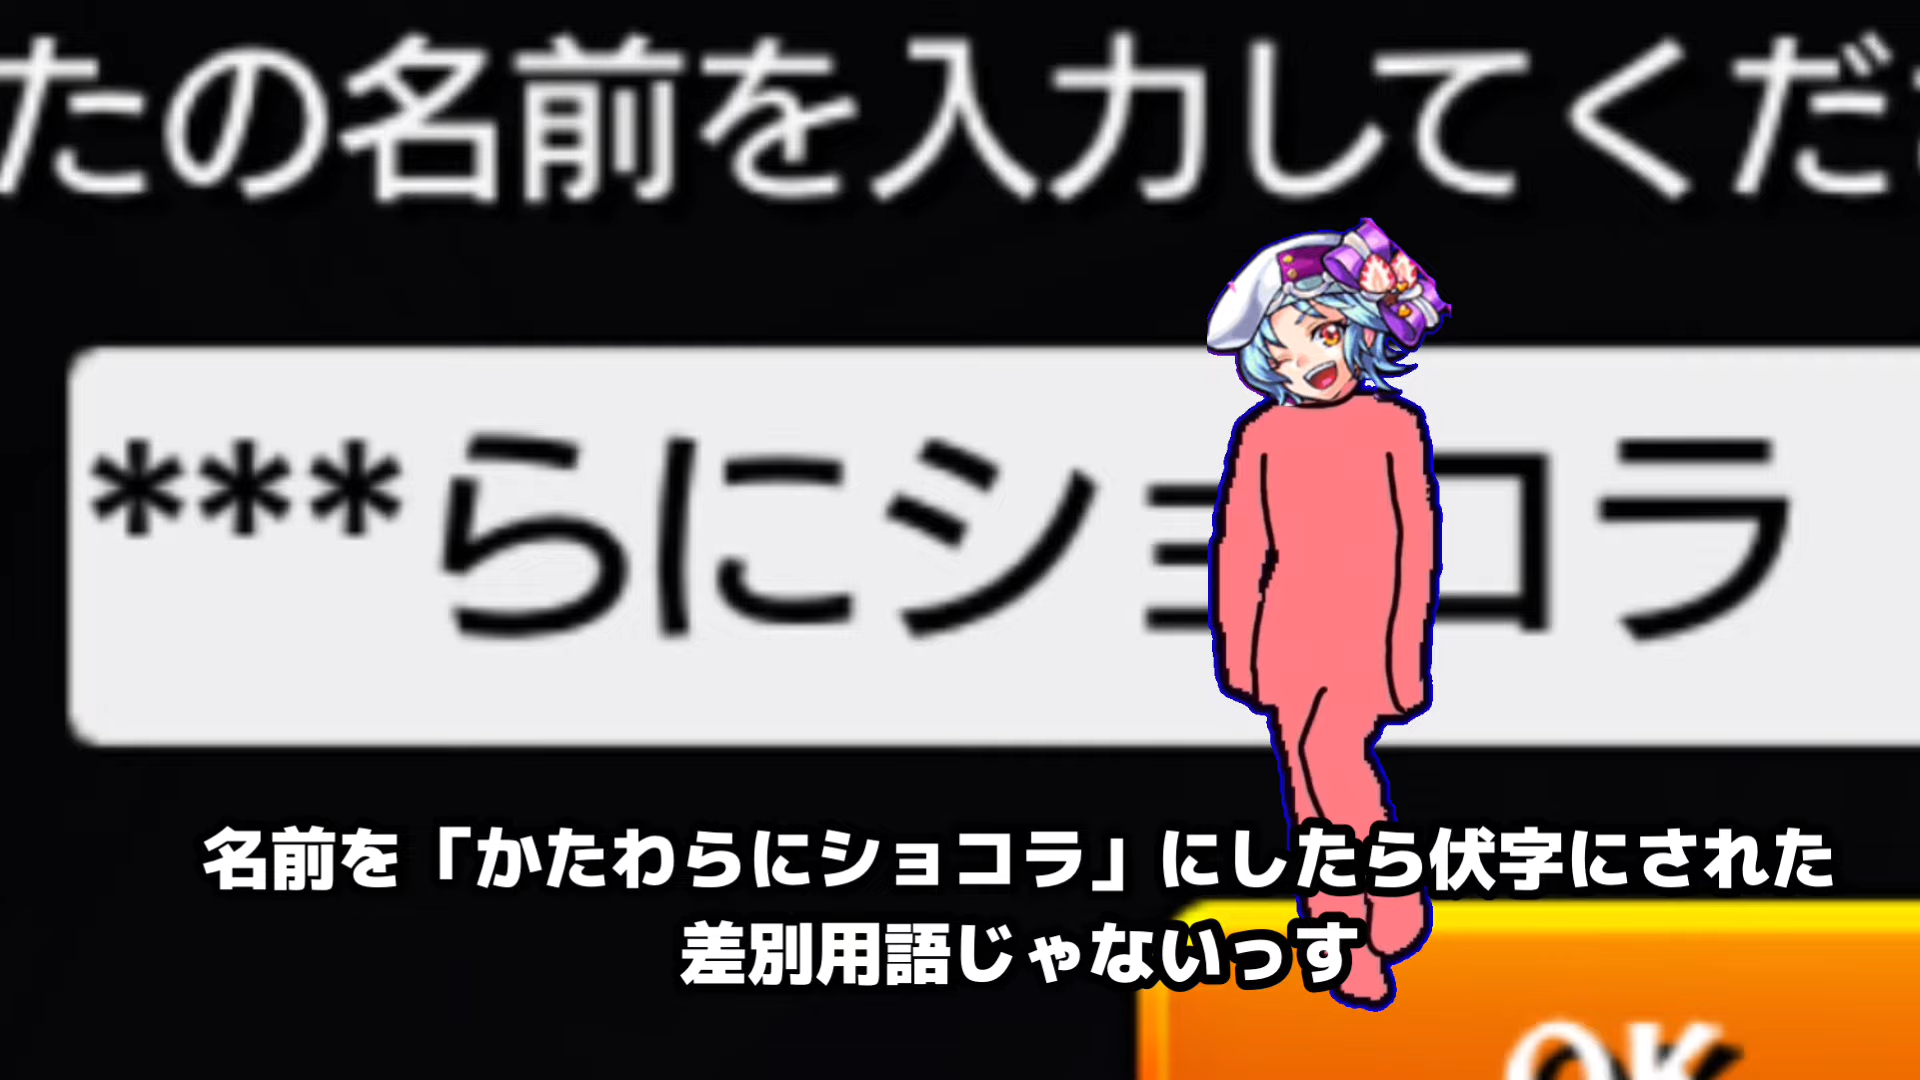 たの名前を入力してくださ
***らにショコラ
名前を「かたわらにショコラ」にしたら伏字にされた
差別用語じゃないっす
OK